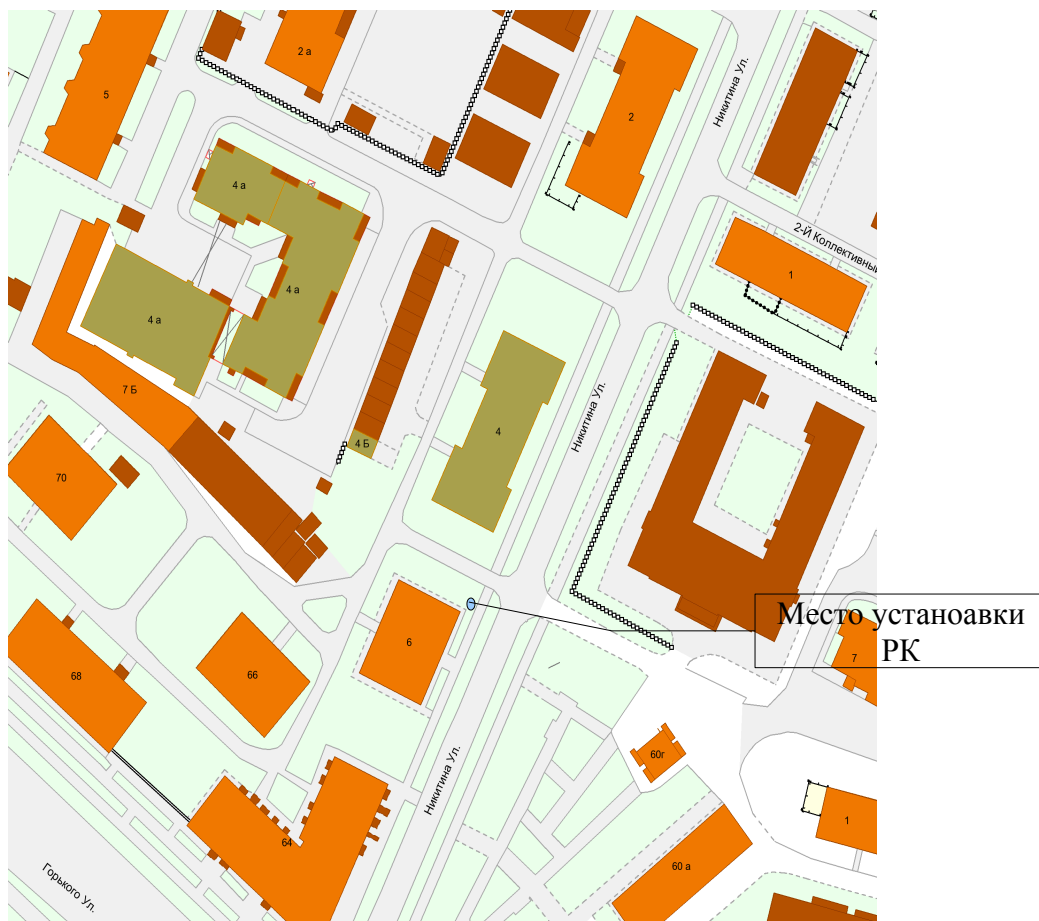 2 а
5
2
Никитина Ул.
4 а
2-Й Коллективный
1
4 а
4 а
7 Б
Никитина Ул.
4
4 Б
70
Место устаноавки
РК
6
7
66
68
Никитина Ул.
60г
64
1
60 а
Горького Ул.